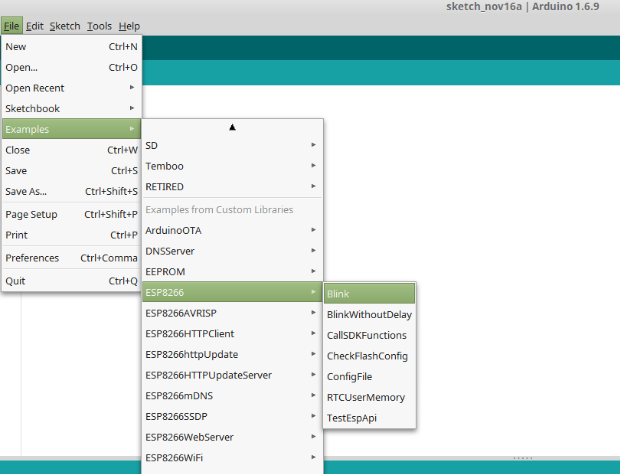 sketch_nov16a | Arduino 1.6.9
File Edit Sketch Tools Help
New Ctrl+N
Open... Ctrl+O
Open Recent
Sketchbook
Examples
Close Ctrl+W
Save Ctrl+S
Save As... Ctrl+Shift+S
Page Setup Ctrl+Shift+P
Print Ctrl+P
Preferences Ctrl+Comma
Quit Ctrl+Q
SD
Temboo
RETIRED
Examples from Custom Libraries
ArduinoOTA
DNSServer
EEPROM
ESP8266
ESP8266AVRISP
ESP8266HTTPClient
ESP8266httpUpdate
ESP8266HTTPUpdateServer
ESP8266mDNS
ESP8266SSDP
ESP8266WebServer
ESP8266WiFi
Blink
BlinkWithoutDelay
CallSDKFunctions
CheckFlashConfig
ConfigFile
RTCUserMemory
TestEspApi